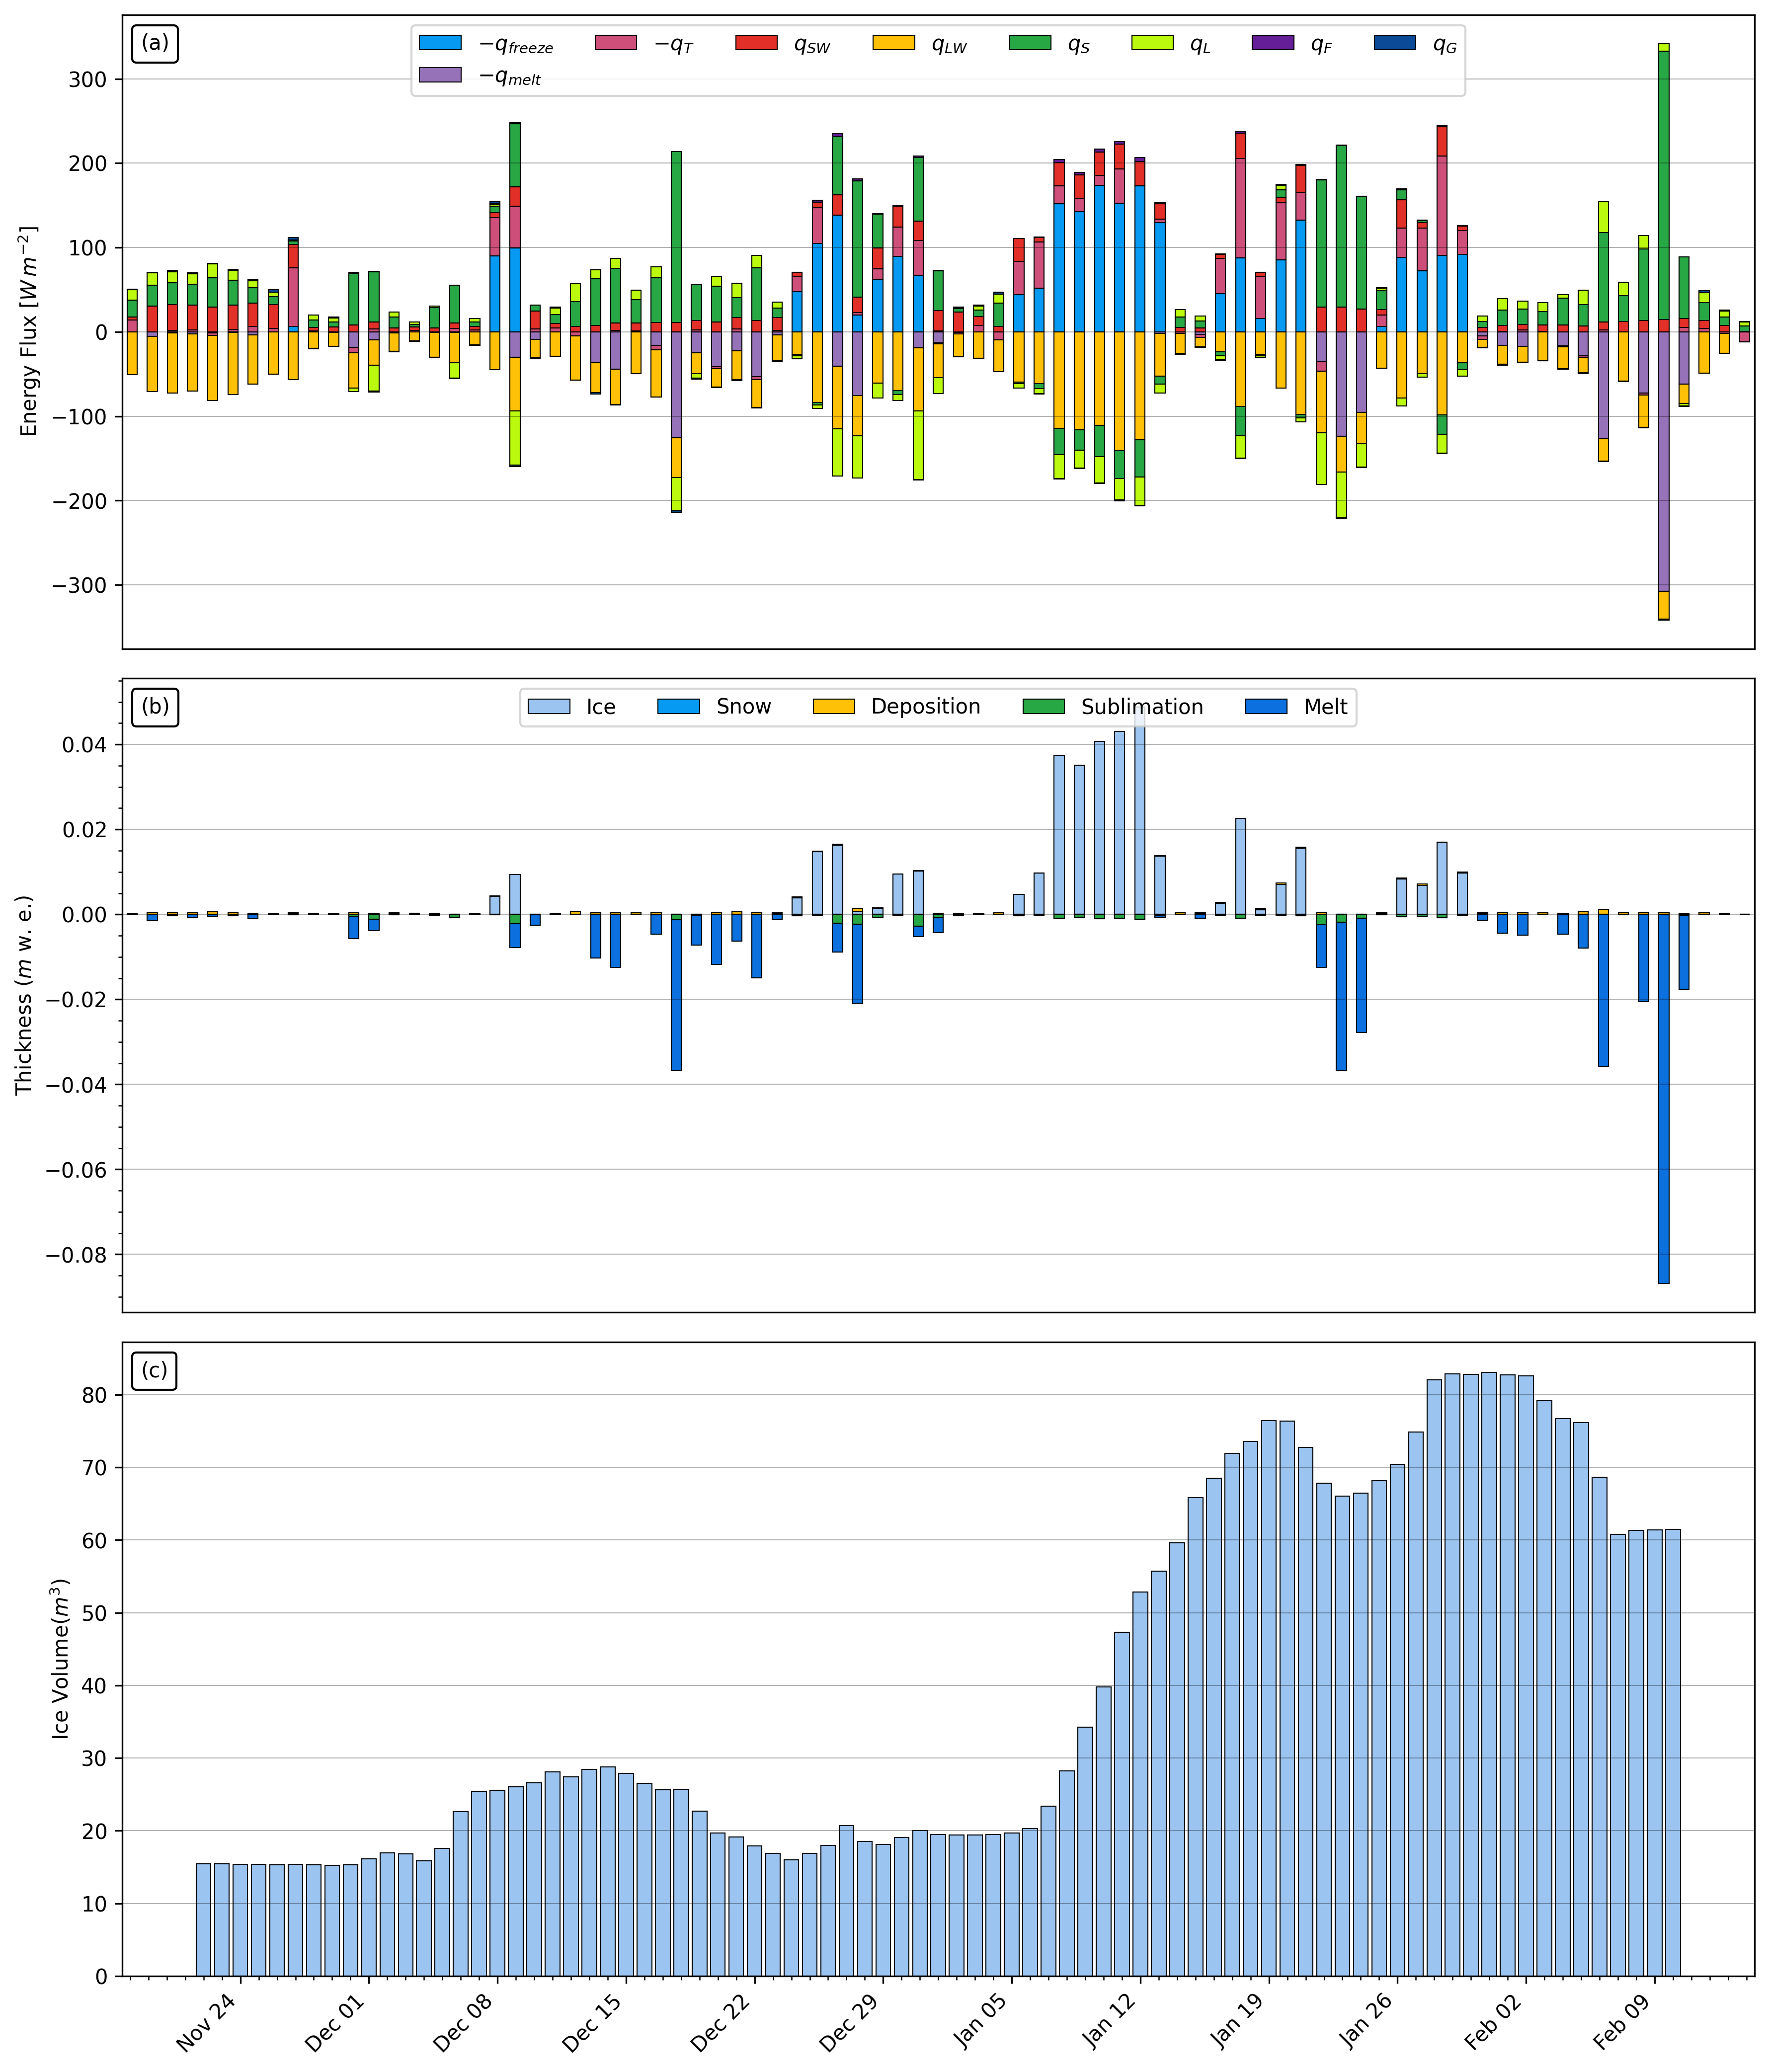 (a)
−q_freeze −q_T q_SW q_LW q_S q_L q_F q_G
−q_melt
Energy Flux [W m⁻²]
300
200
100
0
−100
−200
−300
(b)
Ice Snow Deposition Sublimation Melt
Thickness (m w. e.)
0.04
0.02
0.00
−0.02
−0.04
−0.06
−0.08
(c)
Ice Volume(m³)
80
70
60
50
40
30
20
10
0
Nov 24 Dec 01 Dec 08 Dec 15 Dec 22 Dec 29 Jan 05 Jan 12 Jan 19 Jan 26 Feb 02 Feb 09